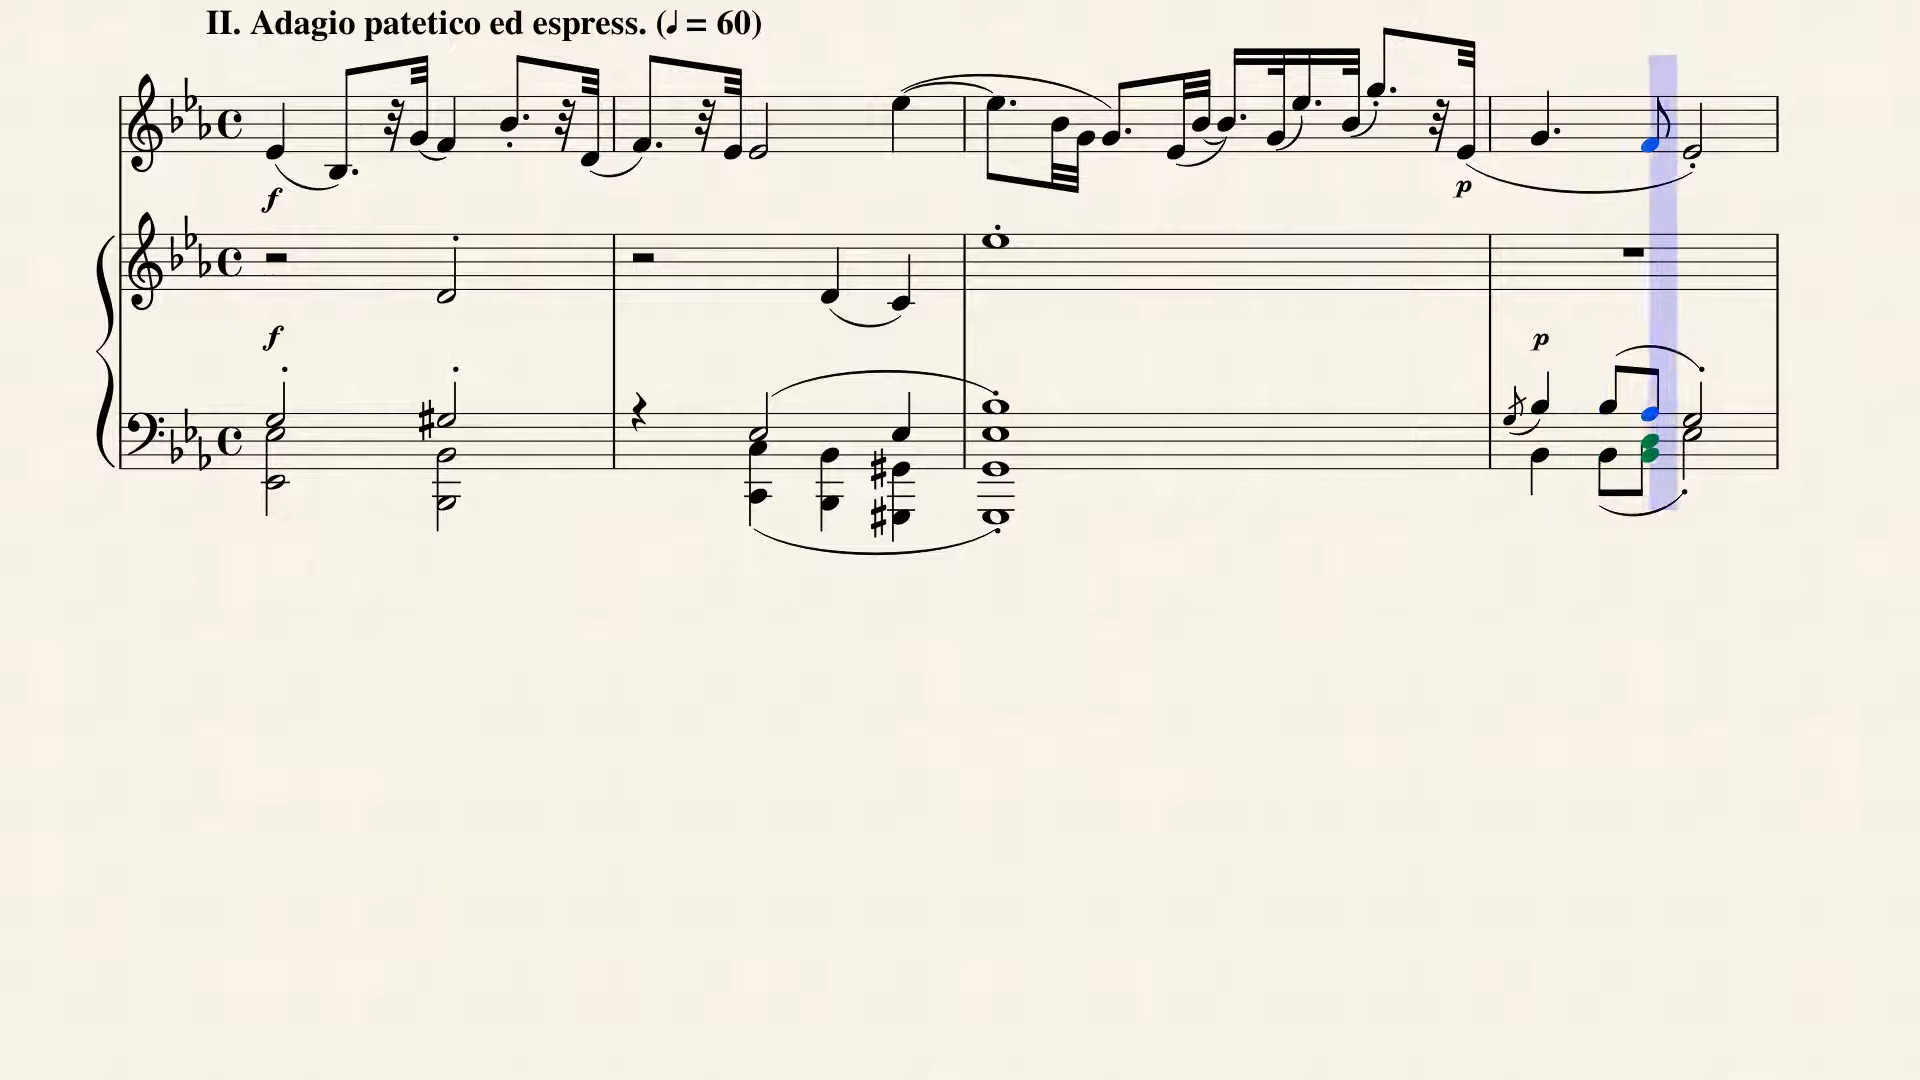 II. Adagio patetico ed espress. (♩ = 60)
f
p
f
p